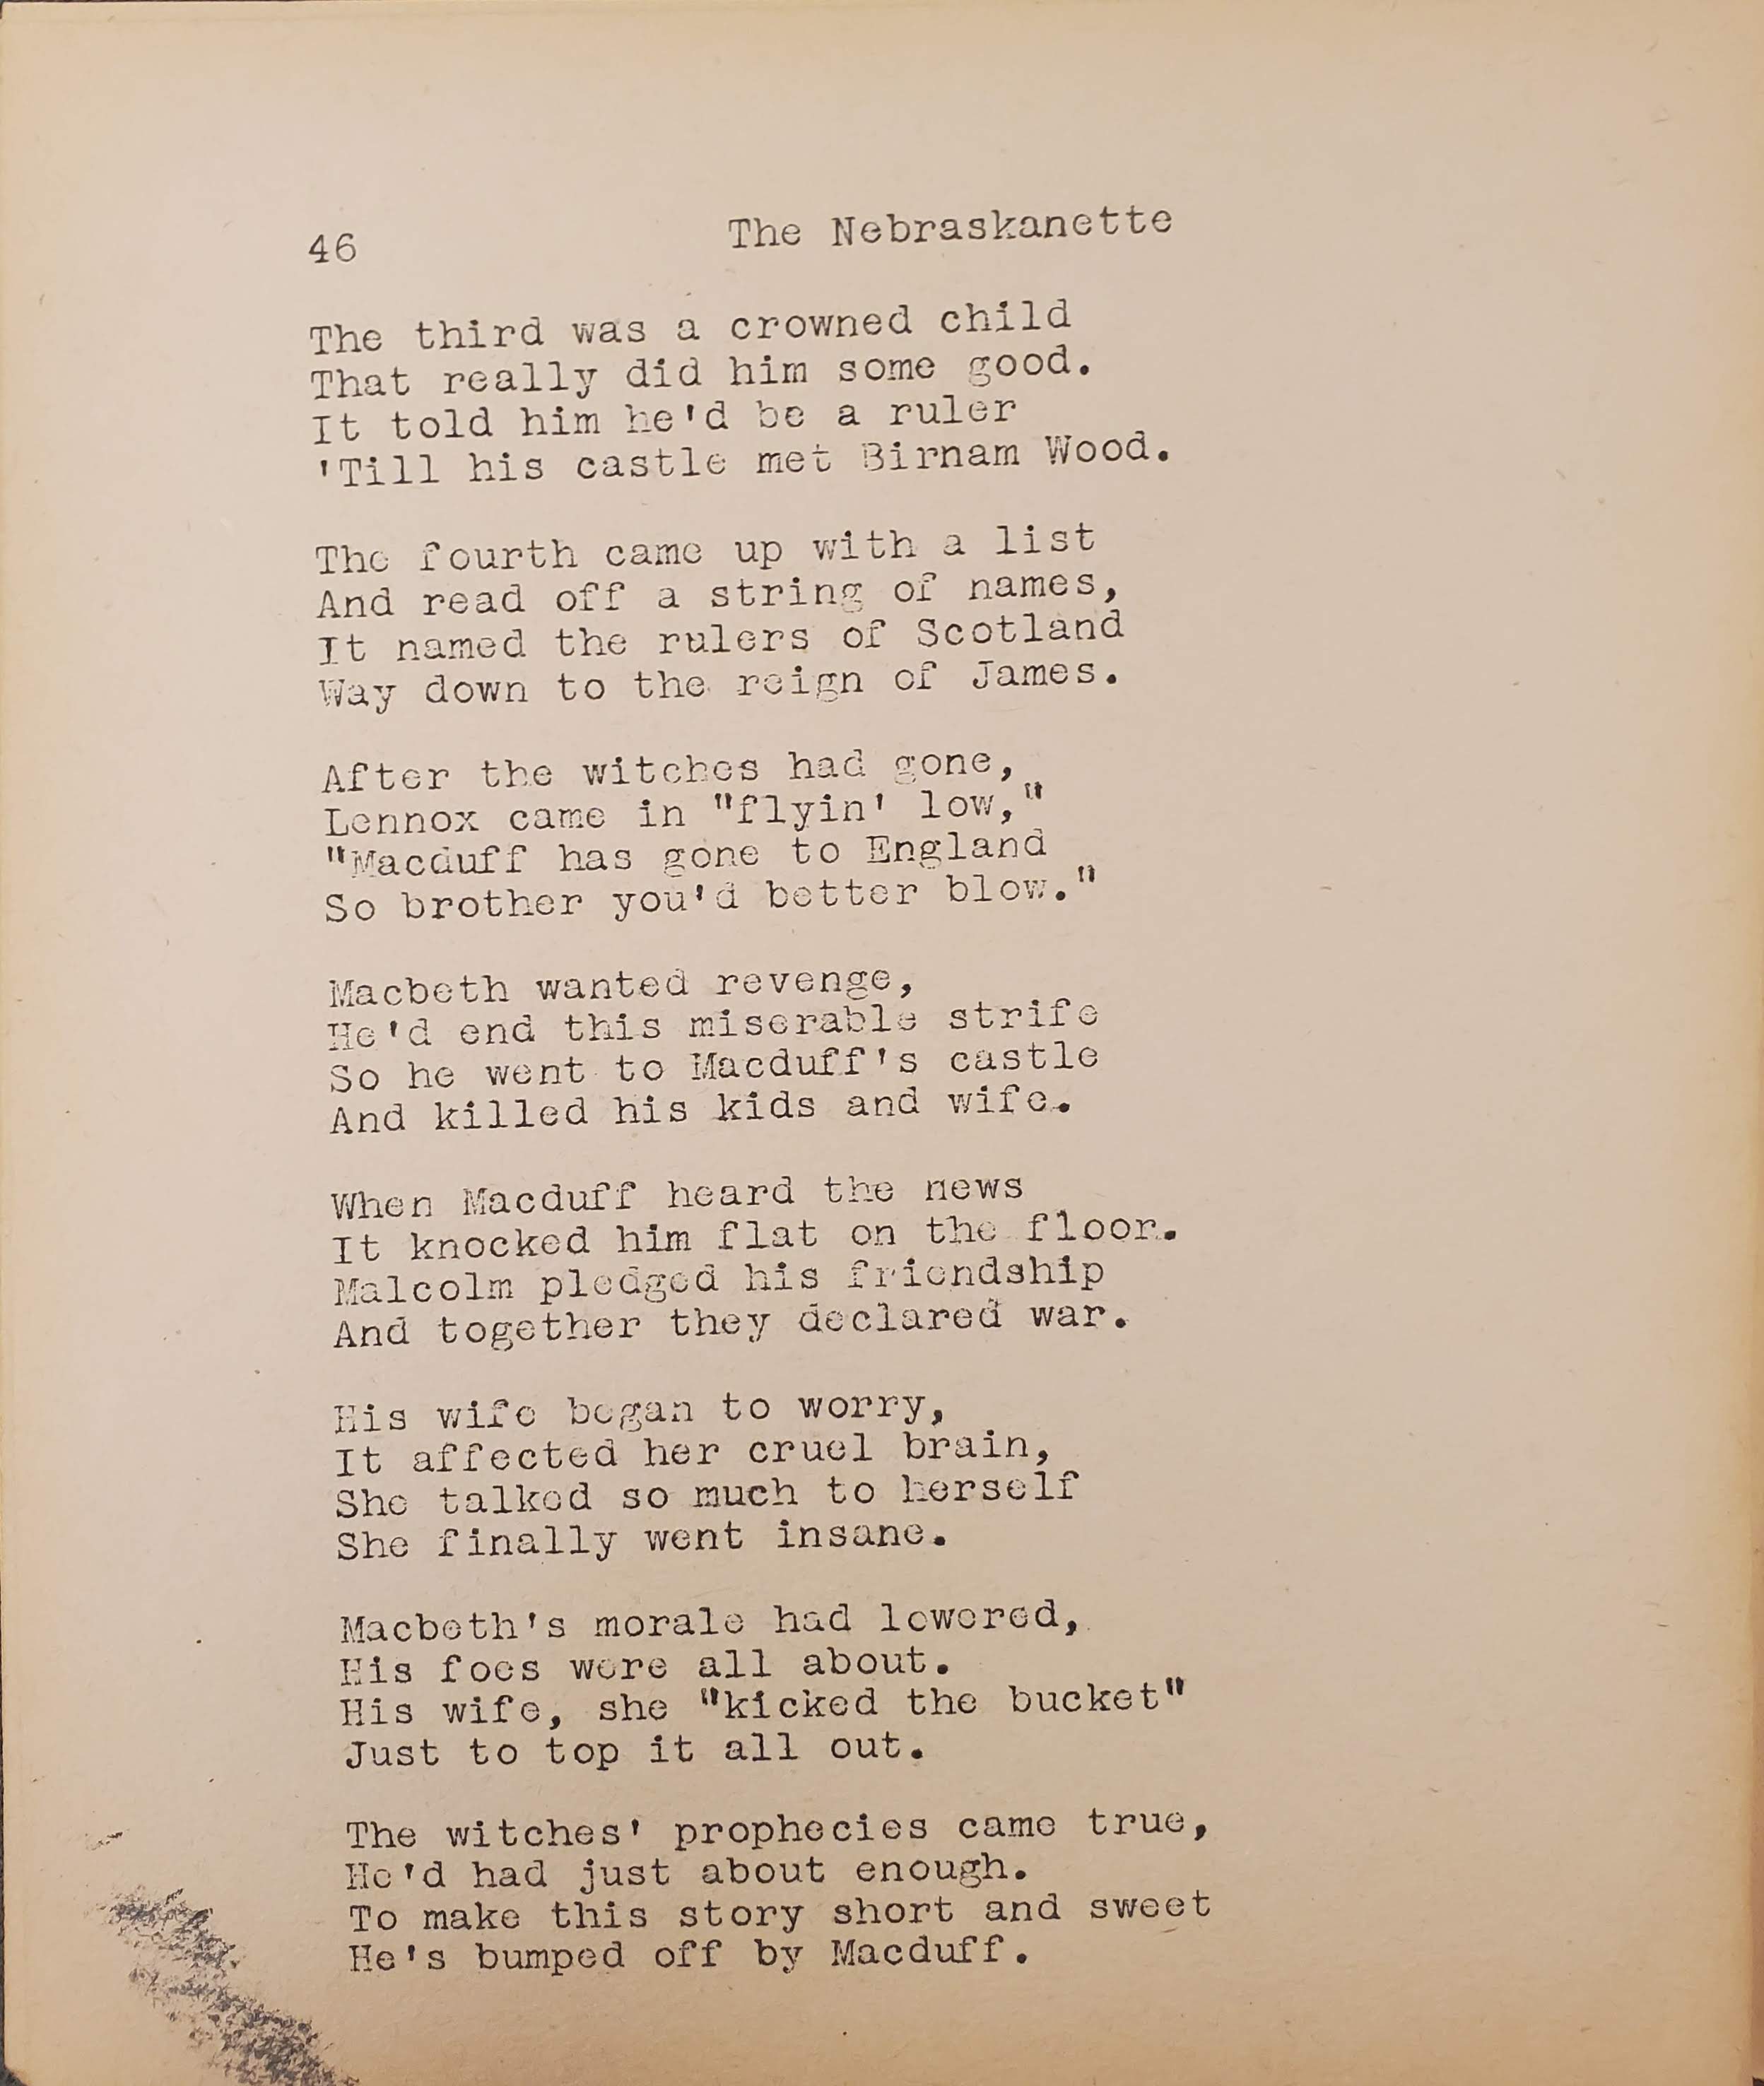 46 The Nebraskanette
The third was a crowned child
That really did him some good.
It told him he'd be a ruler
'Till his castle met Birnam Wood.
The fourth came up with a list
And read off a string of names,
It named the rulers of Scotland
Way down to the reign of James.
After the witches had gone,
Lennox came in "flyin' low,"
"Macduff has gone to England
So brother you'd better blow."
Macbeth wanted revenge,
He'd end this miserable strife
So he went to Macduff's castle
And killed his kids and wife.
When Macduff heard the news
It knocked him flat on the floor.
Malcolm pledged his friendship
And together they declared war.
His wife began to worry,
It affected her cruel brain,
She talked so much to herself
She finally went insane.
Macbeth's morale had lowered,
His foes were all about.
His wife, she "kicked the bucket"
Just to top it all out.
The witches' prophecies came true,
He'd had just about enough.
To make this story short and sweet
He's bumped off by Macduff.